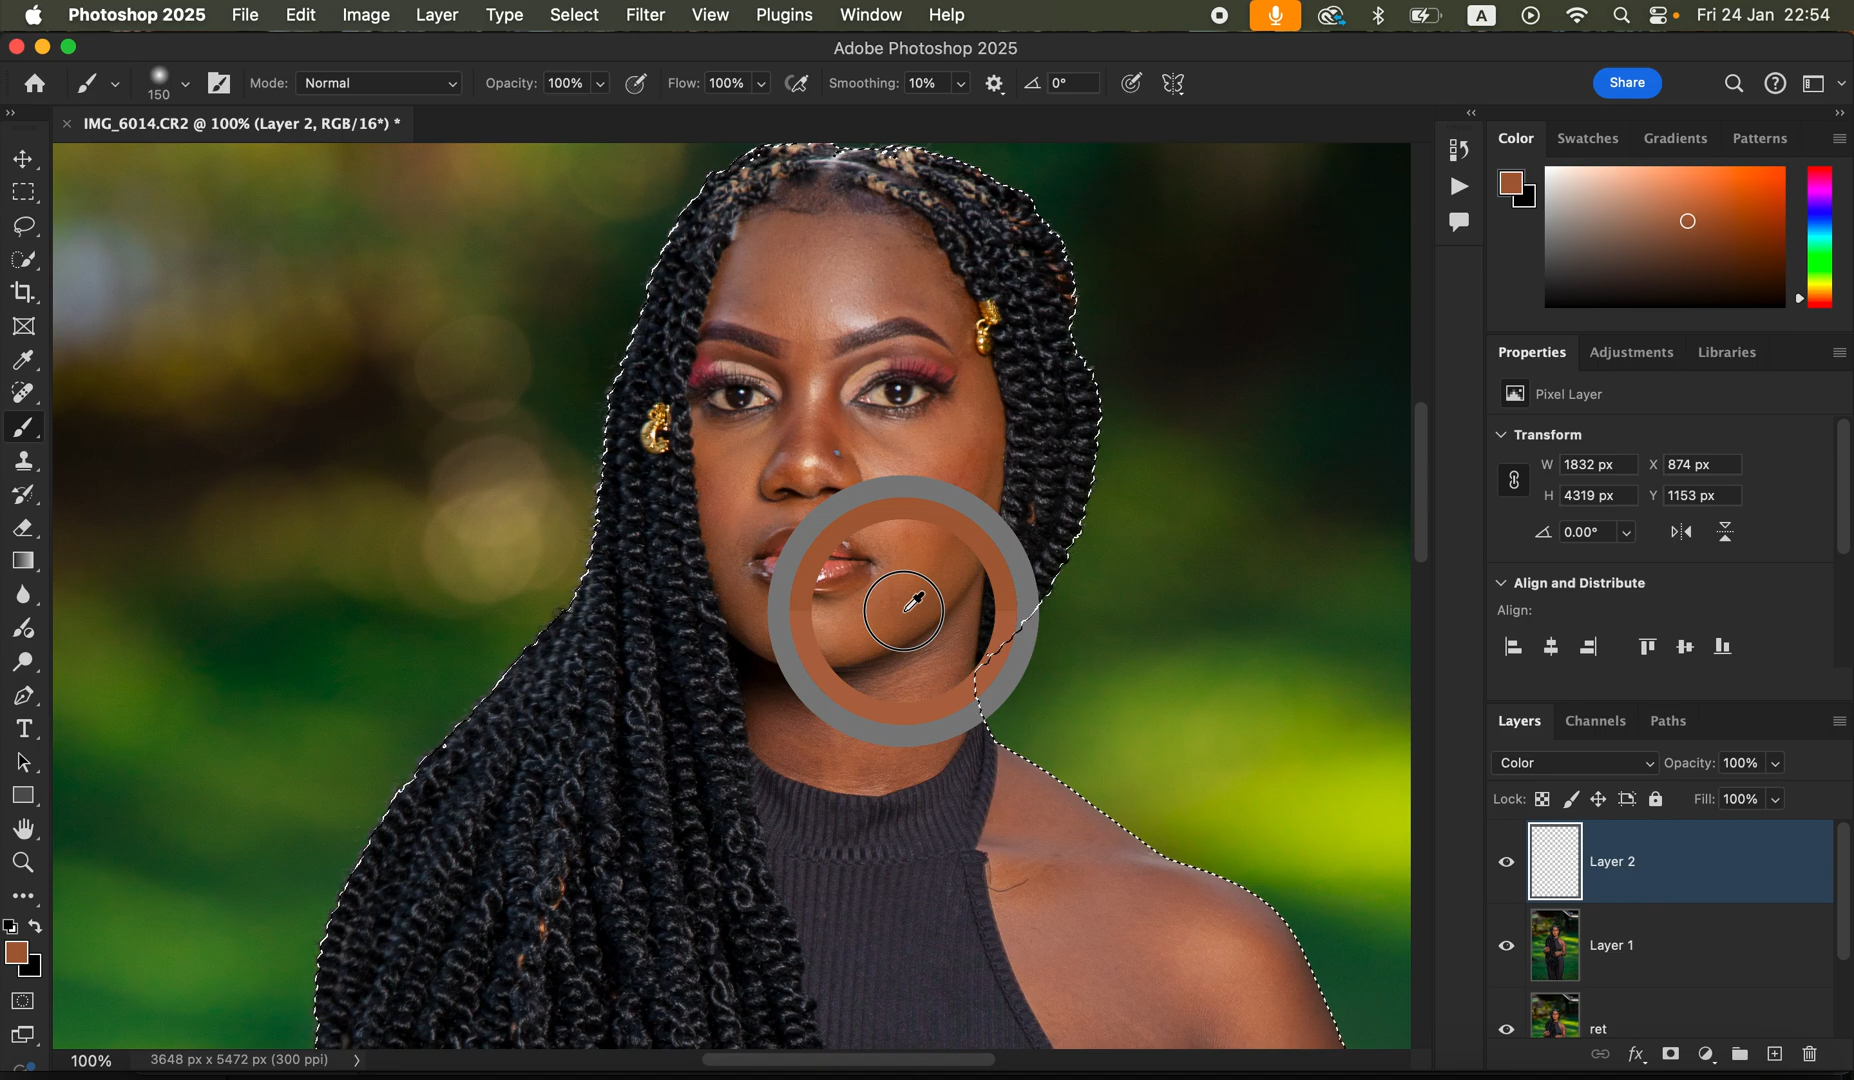 Photoshop 2025 File Edit Image Layer Type Select Filter View Plugins Window Help A Fri 24 Jan 22:54
Adobe Photoshop 2025
150 Mode: Normal Opacity: 100% Flow: 100% Smoothing: 10% 0° Share
IMG_6014.CR2 @ 100% (Layer 2, RGB/16*) *
Color Swatches Gradients Patterns
Properties Adjustments Libraries
Pixel Layer
Transform
W 1832 px X 874 px
H 4319 px Y 1153 px
0.00°
Align and Distribute
Align:
Layers Channels Paths
Color Opacity: 100%
Lock: Fill: 100%
Layer 2
Layer 1
ret
fx
100% 3648 px x 5472 px (300 ppi)